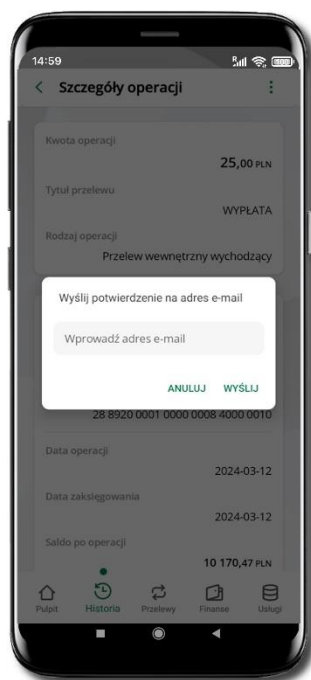 14:59
Szczegóły operacji
Kwota operacji
25,00 PLN
Tytuł przelewu
WYPŁATA
Rodzaj operacji
Przelew wewnętrzny wychodzący
Wyślij potwierdzenie na adres e-mail
Wprowadź adres e-mail
ANULUJ WYŚLIJ
28 8920 0001 0000 0008 4000 0010
Data operacji
2024-03-12
Data zaksięgowania
2024-03-12
Saldo po operacji
10 170,47 PLN
Pulpit Historia Przelewy Finanse Usługi